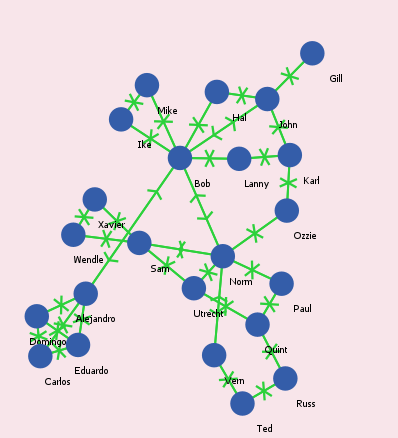 Gill
Mike
Hal
John
Ike
Bob
Lanny
Karl
Xavier
Ozzie
Wendle
Sam
Norm
Paul
Alejandro
Utrecht
Domingo
Quint
Eduardo
Carlos
Vern
Russ
Ted